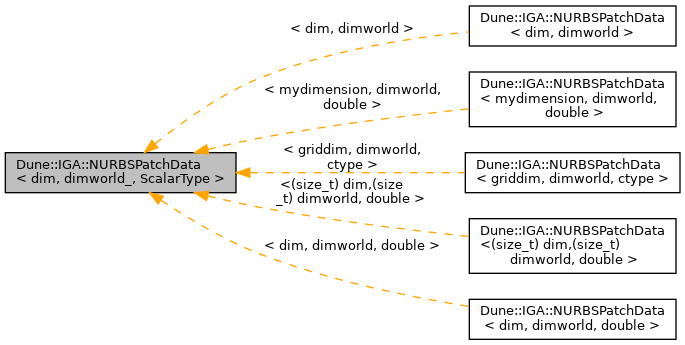 Dune::IGA::NURBSPatchData
< dim, dimworld_, ScalarType >
< dim, dimworld >
Dune::IGA::NURBSPatchData
< dim, dimworld >
< mydimension, dimworld,
double >
Dune::IGA::NURBSPatchData
< mydimension, dimworld,
double >
< griddim, dimworld,
ctype >
Dune::IGA::NURBSPatchData
< griddim, dimworld, ctype >
<(size_t) dim,(size
_t) dimworld, double >
Dune::IGA::NURBSPatchData
<(size_t) dim,(size_t)
dimworld, double >
< dim, dimworld, double >
Dune::IGA::NURBSPatchData
< dim, dimworld, double >